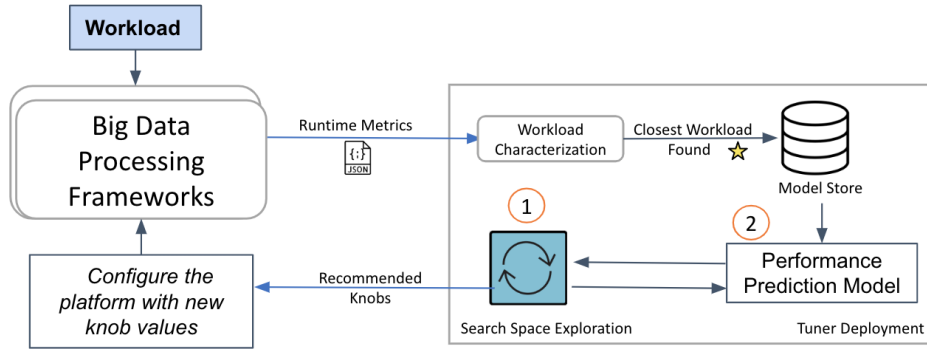 Workload
Big Data
Processing
Frameworks
Runtime Metrics
{;}
JSON
Workload
Characterization
Closest Workload
Found
Model Store
1
2
Performance
Prediction Model
Recommended
Knobs
Configure the
platform with new
knob values
Search Space Exploration
Tuner Deployment